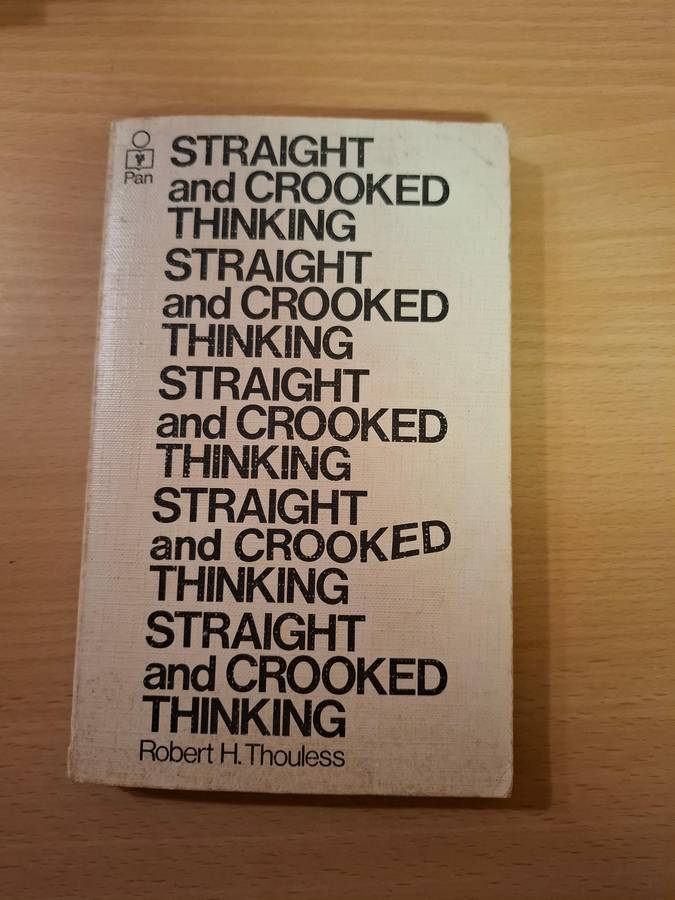 Pan
STRAIGHT
and CROOKED
THINKING
STRAIGHT
and CROOKED
THINKING
STRAIGHT
and CROOKED
THINKING
STRAIGHT
and CROOKED
THINKING
STRAIGHT
and CROOKED
THINKING
Robert H. Thouless